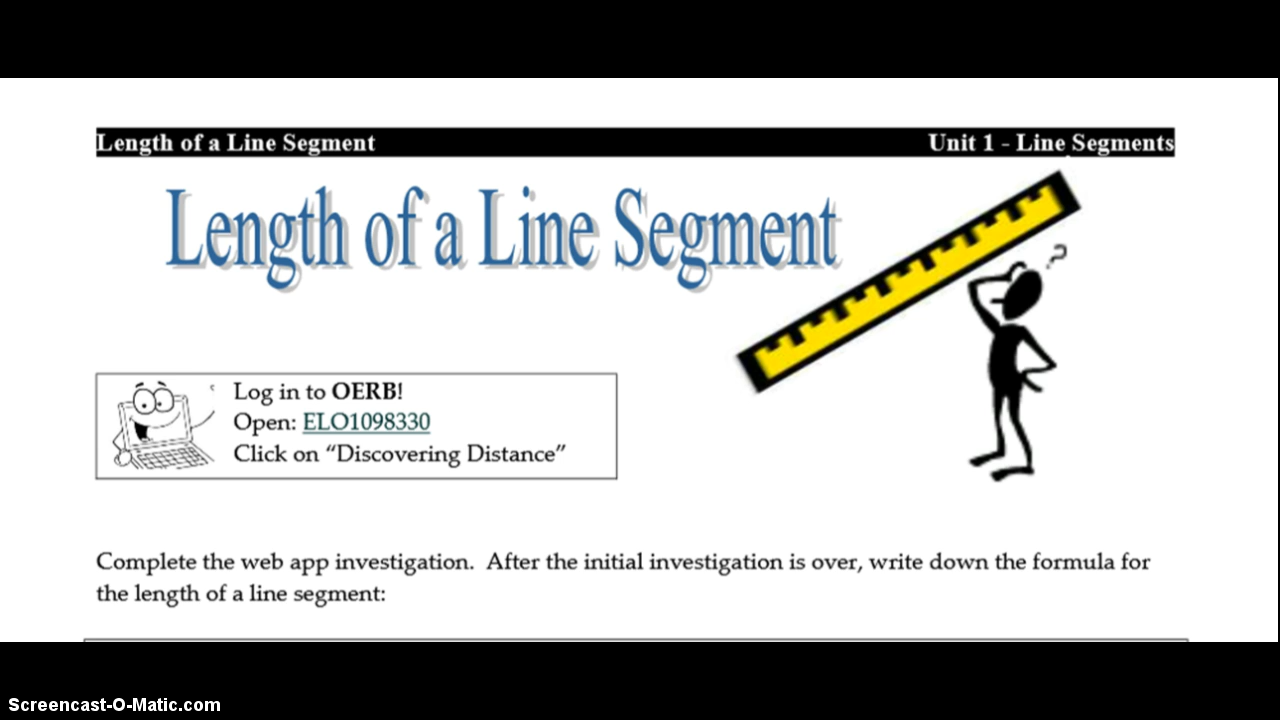 Length of a Line Segment Unit 1 - Line Segments
Length of a Line Segment
?
Log in to OERB!
Open: ELO1098330
Click on “Discovering Distance”
Complete the web app investigation. After the initial investigation is over, write down the formula for
the length of a line segment:
Screencast-O-Matic.com